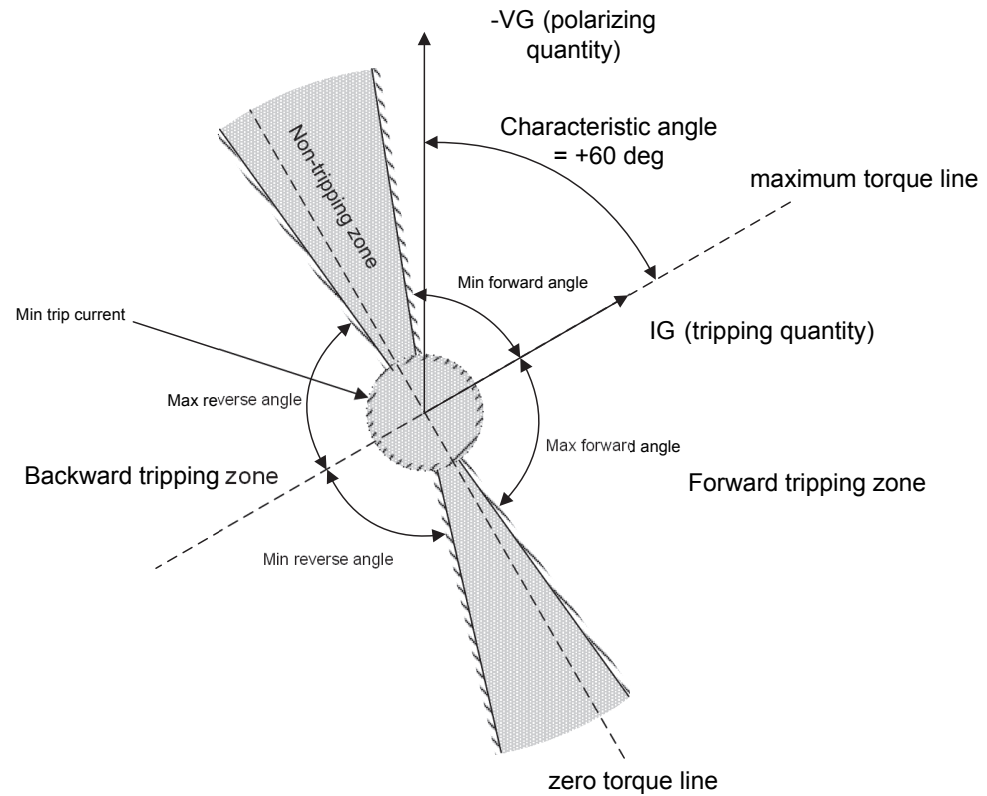 -VG (polarizing
quantity)
Characteristic angle
= +60 deg
maximum torque line
Non-tripping zone
Min forward angle
Min trip current
IG (tripping quantity)
Max reverse angle
Max forward angle
Backward tripping zone
Forward tripping zone
Min reverse angle
zero torque line